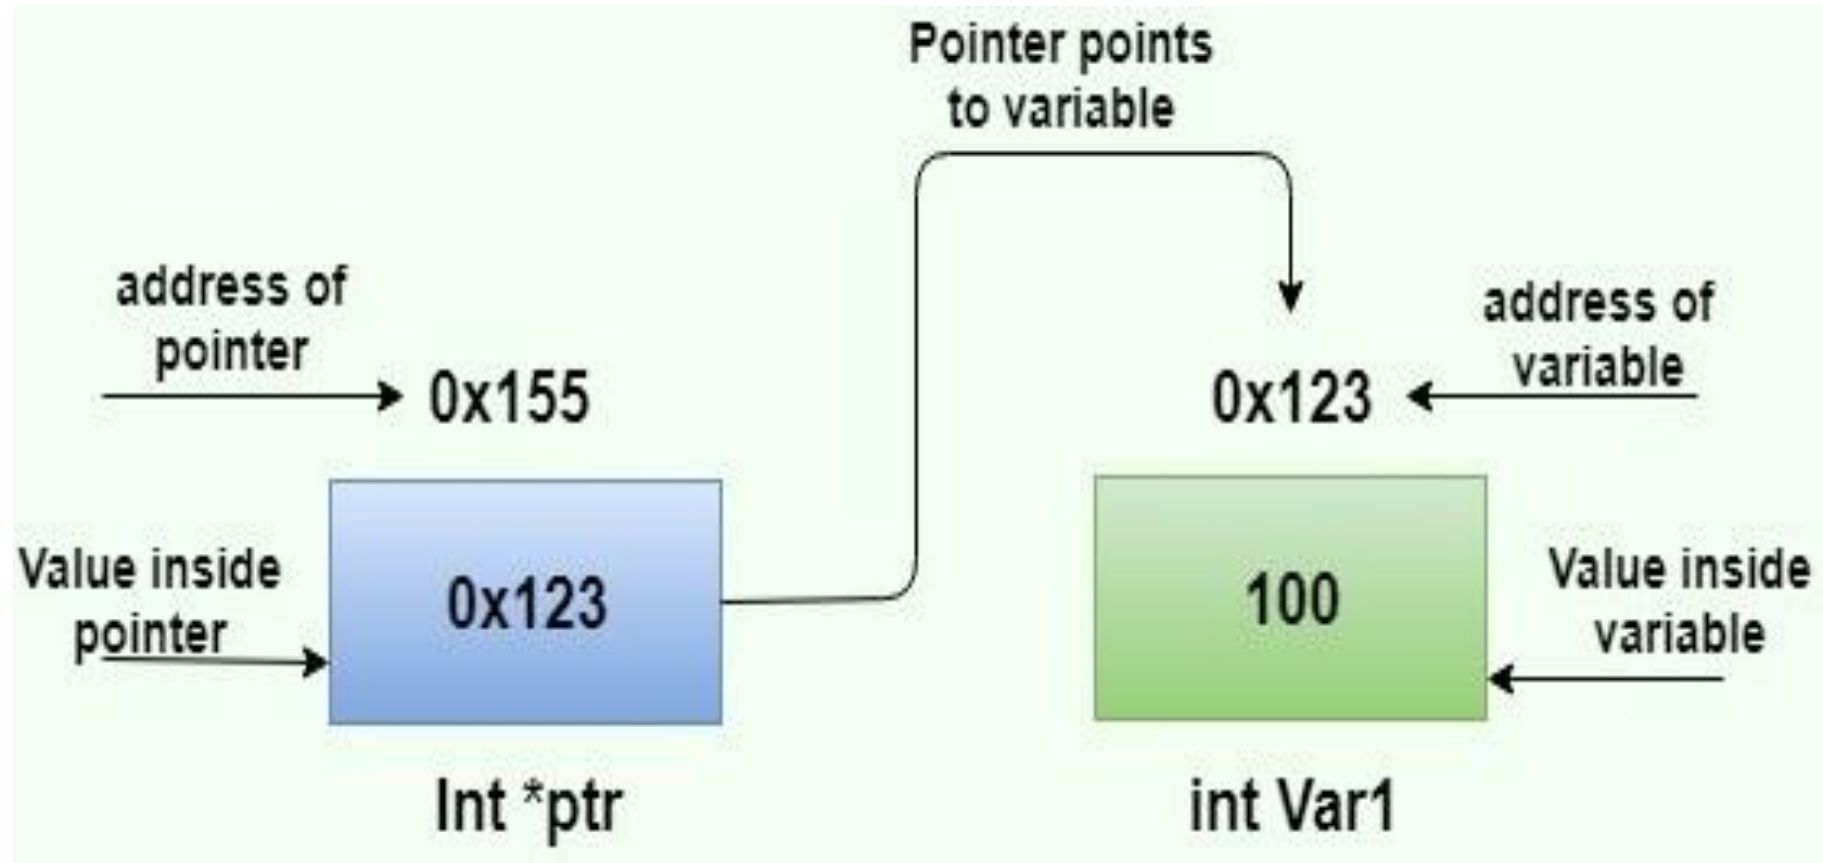 Pointer points
to variable
address of
pointer
0x155
0x123
address of
variable
Value inside
pointer
0x123
100
Value inside
variable
Int *ptr
int Var1